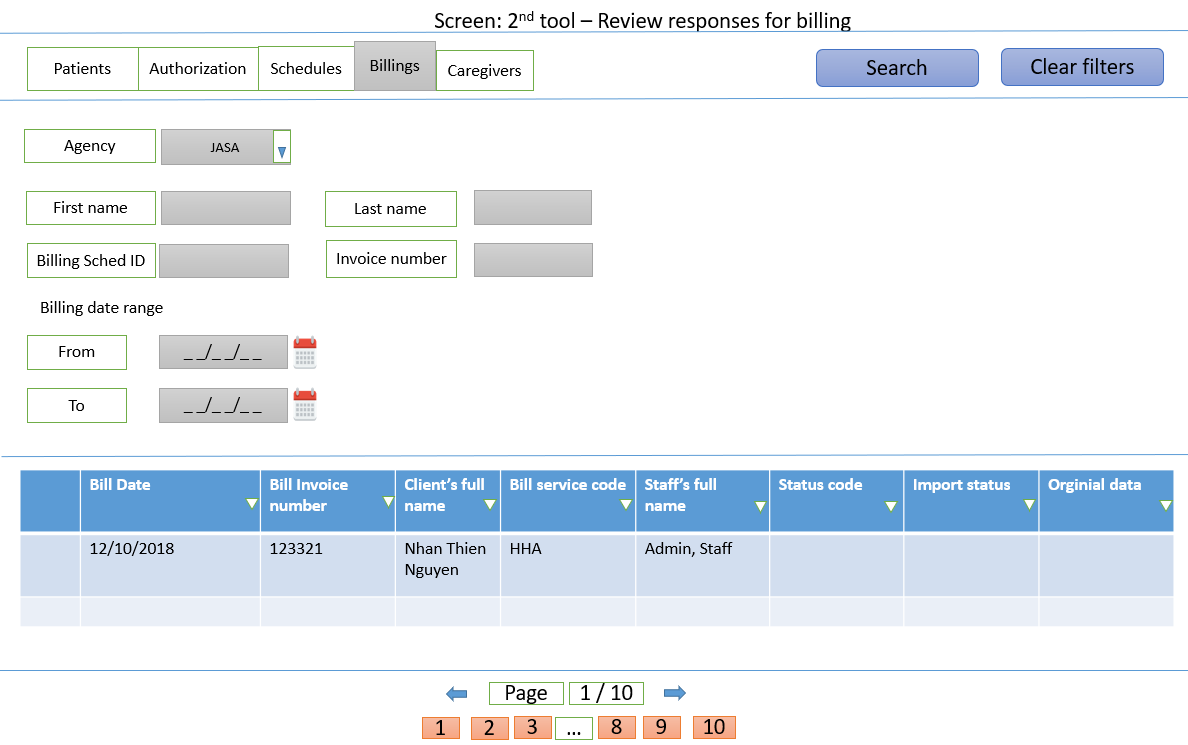 Screen: 2nd tool – Review responses for billing
Patients
Authorization
Schedules
Billings
Caregivers
Search
Clear filters
Agency
JASA
First name
Last name
Billing Sched ID
Invoice number
Billing date range
From
_ _/_ _/_ _
To
_ _/_ _/_ _
Bill Date
Bill Invoice
number
Client's full
name
Bill service code
Staff's full
name
Status code
Import status
Orginial data
12/10/2018
123321
Nhan Thien
Nguyen
HHA
Admin, Staff
Page
1 / 10
1
2
3
...
8
9
10